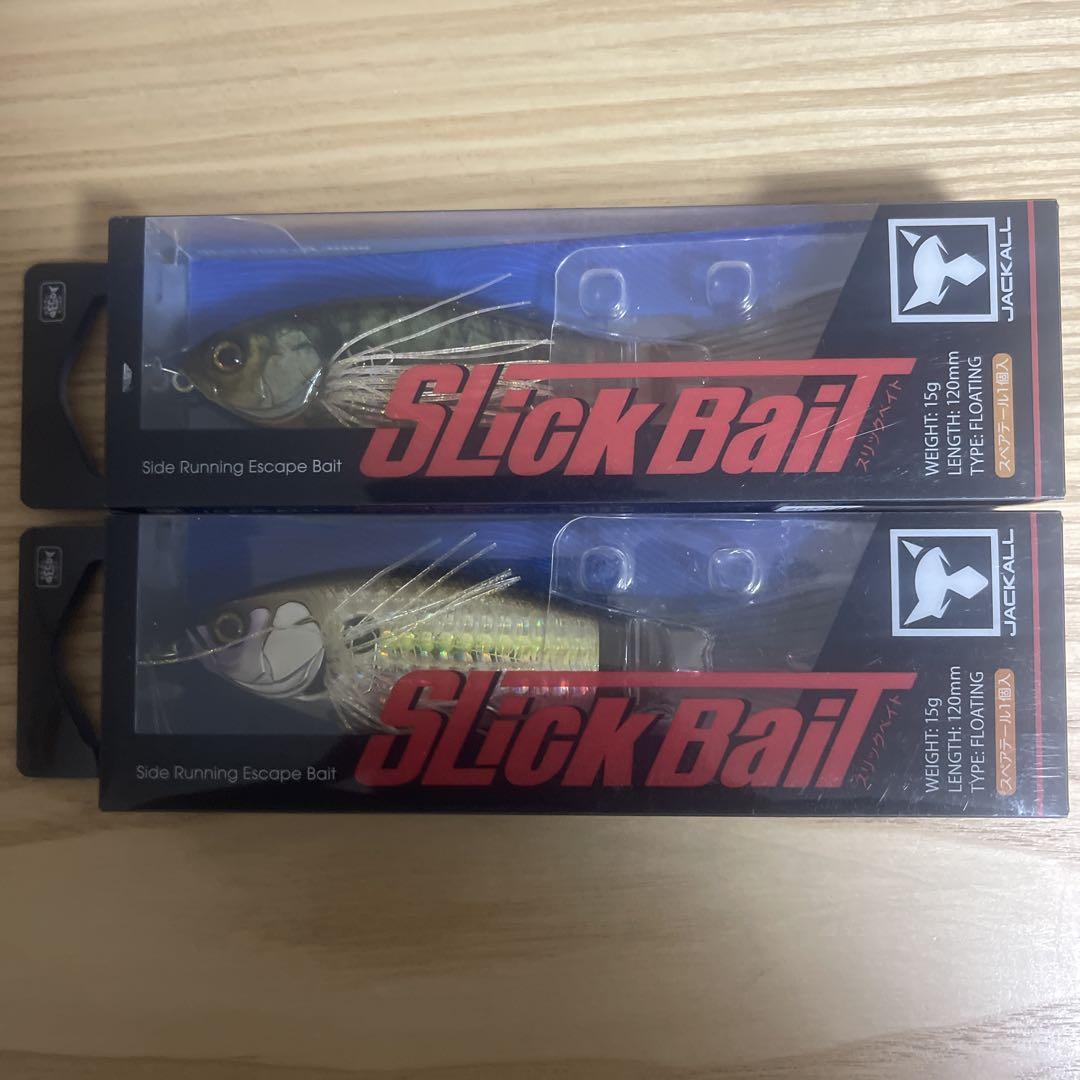 JACKALL
SLick BaiT
スリックベイト
Side Running Escape Bait
WEIGHT: 15g
LENGTH: 120mm
TYPE: FLOATING
スペアテール1個入
JACKALL
SLick BaiT
スリックベイト
Side Running Escape Bait
WEIGHT: 15g
LENGTH: 120mm
TYPE: FLOATING
スペアテール1個入